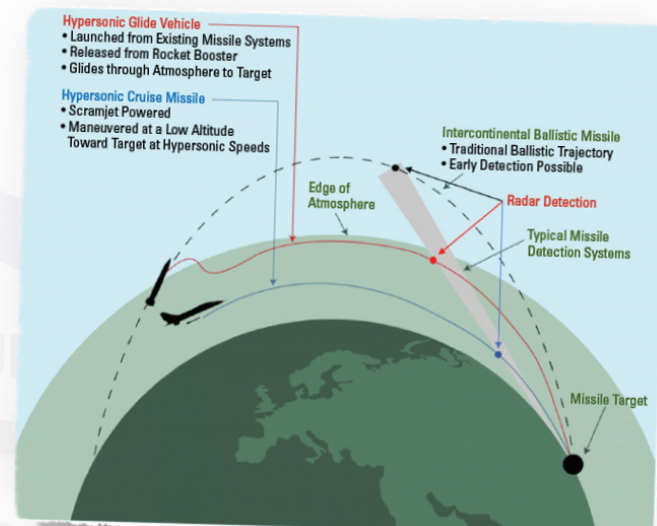 Hypersonic Glide Vehicle
• Launched from Existing Missile Systems
• Released from Rocket Booster
• Glides through Atmosphere to Target
Hypersonic Cruise Missile
• Scramjet Powered
• Maneuvered at a Low Altitude
Toward Target at Hypersonic Speeds
Intercontinental Ballistic Missile
• Traditional Ballistic Trajectory
• Early Detection Possible
Edge of
Atmosphere
Radar Detection
Typical Missile
Detection Systems
Missile Target